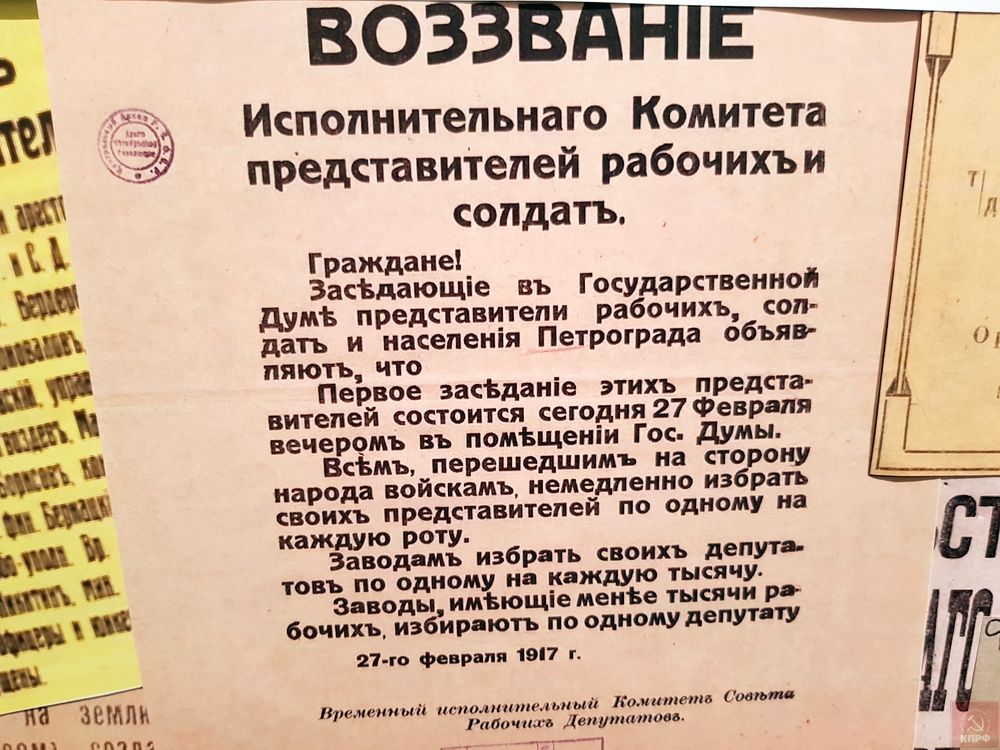 ВОЗЗВАНІЕ
Исполнительнаго Комитета
представителей рабочихъ и
солдатъ.
Граждане!
Засѣдающіе въ Государственной
Думѣ представители рабочихъ, сол-
датъ и населенія Петрограда объяв-
ляютъ, что
Первое засѣданіе этихъ предста-
вителей состоится сегодня 27 Февраля
вечеромъ въ помѣщеніи Гос. Думы.
Всѣмъ, перешедшимъ на сторону
народа войскамъ, немедленно избрать
своихъ представителей по одному на
каждую роту.
Заводамъ избрать своихъ депута-
товъ по одному на каждую тысячу.
Заводы, имѣющіе менѣе тысячи ра-
бочихъ, избираютъ по одному депутату
27-го февраля 1917 г.
Временный исполнительный Комитетъ Совѣта
Рабочихъ Депутатовъ.
на земли
КПРФ